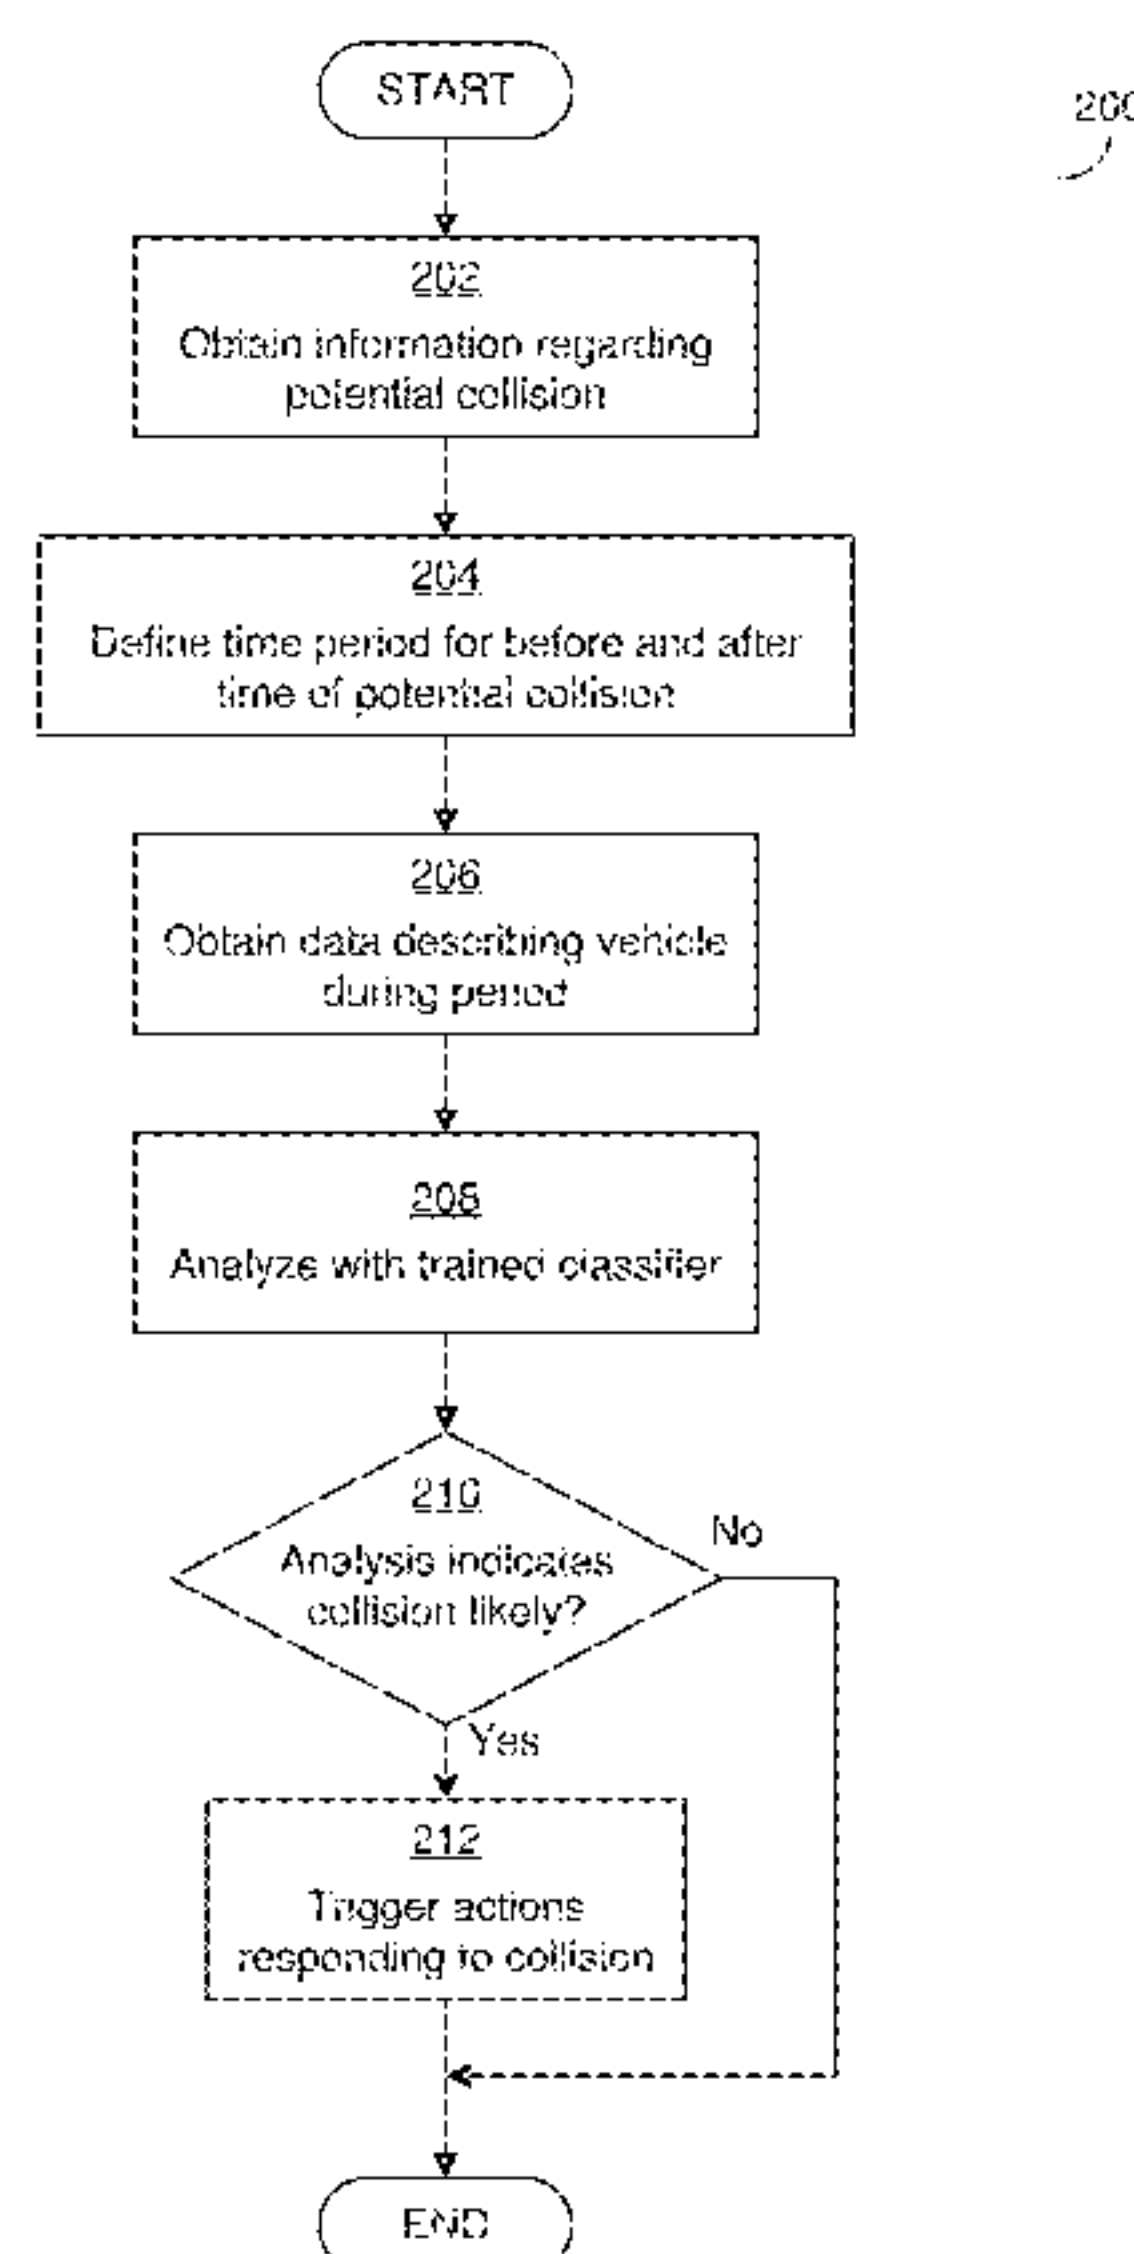 START
200
202
Obtain information regarding
potential collision
204
Define time period for before and after
time of potential collision
206
Obtain data describing vehicle
during period
208
Analyze with trained classifier
210
Analysis indicates
collision likely?
No
Yes
212
Trigger actions
responding to collision
END